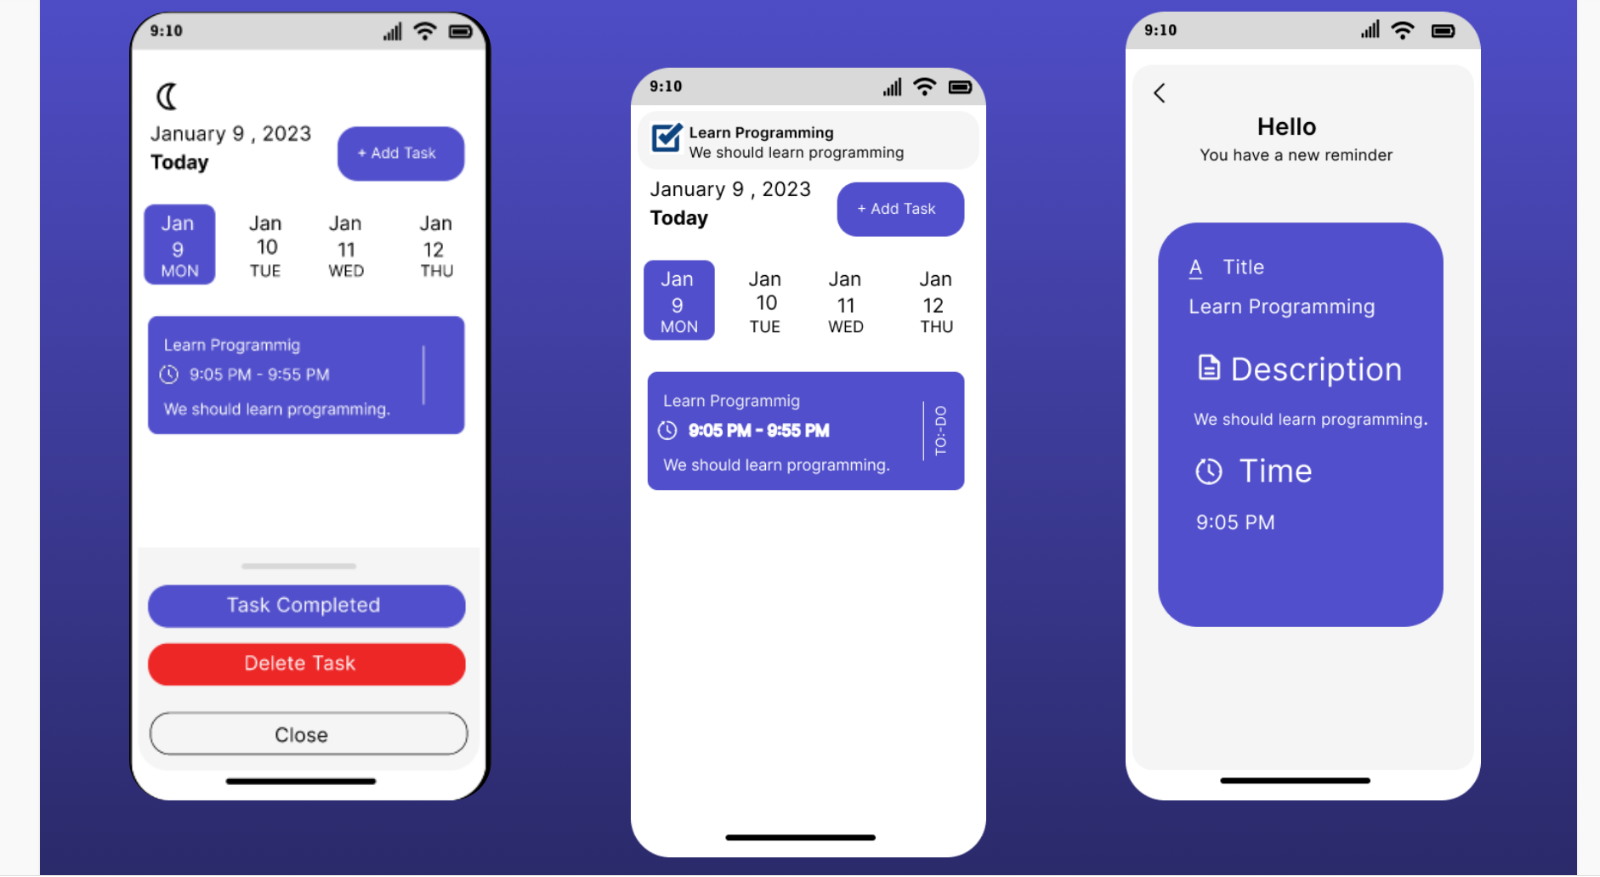 9:10
January 9 , 2023
Today
+ Add Task
Jan
9
MON
Jan
10
TUE
Jan
11
WED
Jan
12
THU
Learn Programmig
9:05 PM - 9:55 PM
We should learn programming.
Task Completed
Delete Task
Close
9:10
Learn Programming
We should learn programming
January 9 , 2023
Today
+ Add Task
Jan
9
MON
Jan
10
TUE
Jan
11
WED
Jan
12
THU
Learn Programmig
9:05 PM - 9:55 PM
We should learn programming.
TO:-DO
9:10
Hello
You have a new reminder
A Title
Learn Programming
Description
We should learn programming.
Time
9:05 PM